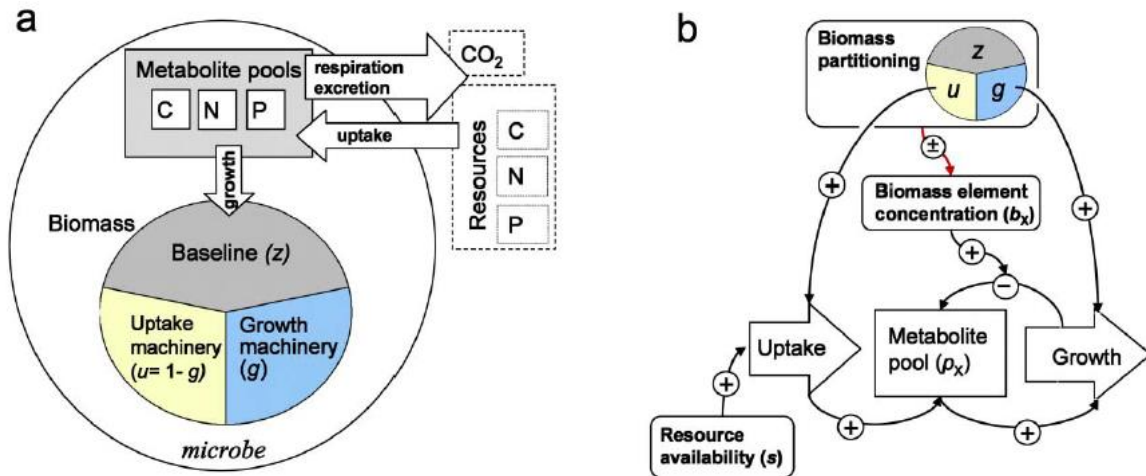 a
Metabolite pools
C N P
respiration
excretion
CO2
uptake
Resources
C
N
P
growth
Biomass
Baseline (z)
Uptake
machinery
(u= 1- g)
Growth
machinery
(g)
microbe
b
Biomass
partitioning
z
u g
±
+
Biomass element
concentration (bx)
+
+
−
Uptake
Metabolite
pool (px)
Growth
+
+
+
Resource
availability (s)